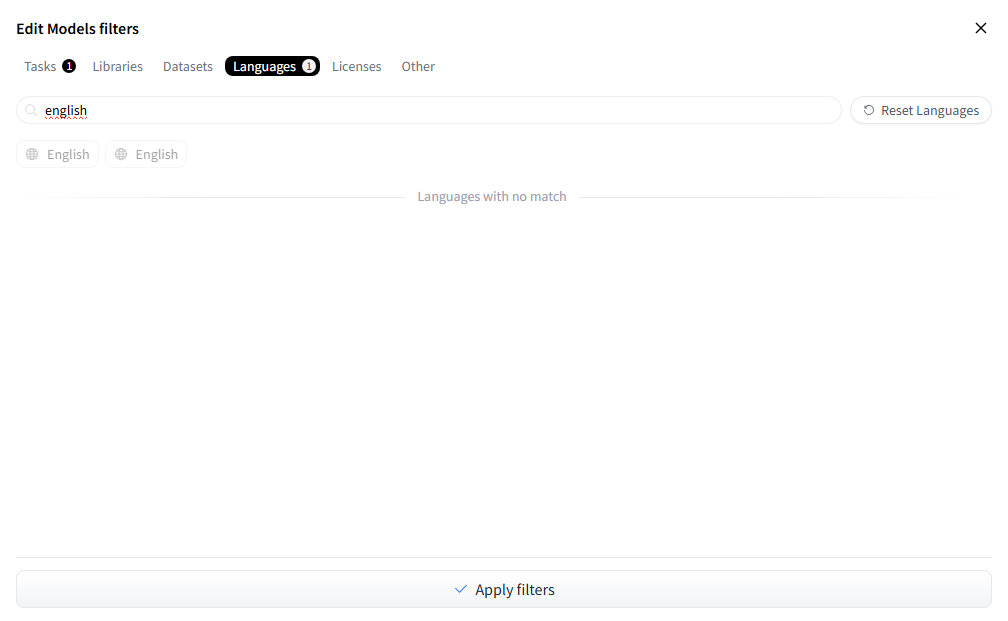 Edit Models filters
Tasks 1 Libraries Datasets Languages 1 Licenses Other
english Reset Languages
English English
Languages with no match
Apply filters